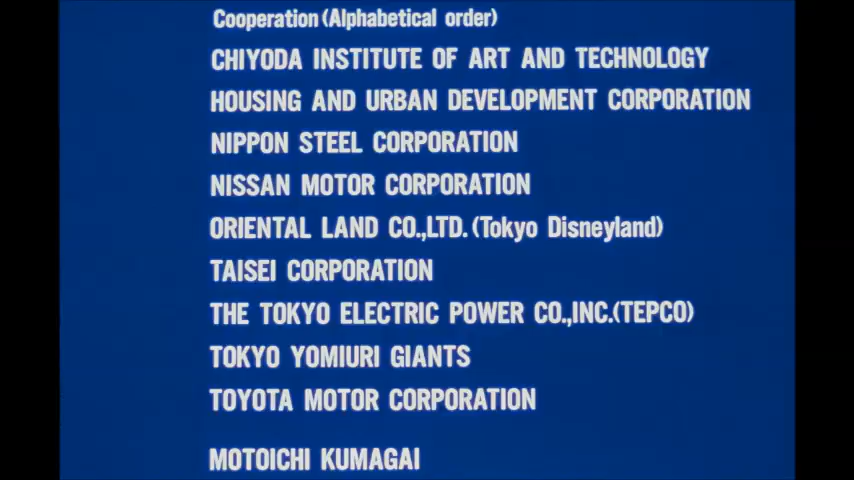 Cooperation (Alphabetical order)
CHIYODA INSTITUTE OF ART AND TECHNOLOGY
HOUSING AND URBAN DEVELOPMENT CORPORATION
NIPPON STEEL CORPORATION
NISSAN MOTOR CORPORATION
ORIENTAL LAND CO.,LTD. (Tokyo Disneyland)
TAISEI CORPORATION
THE TOKYO ELECTRIC POWER CO.,INC.(TEPCO)
TOKYO YOMIURI GIANTS
TOYOTA MOTOR CORPORATION
MOTOICHI KUMAGAI